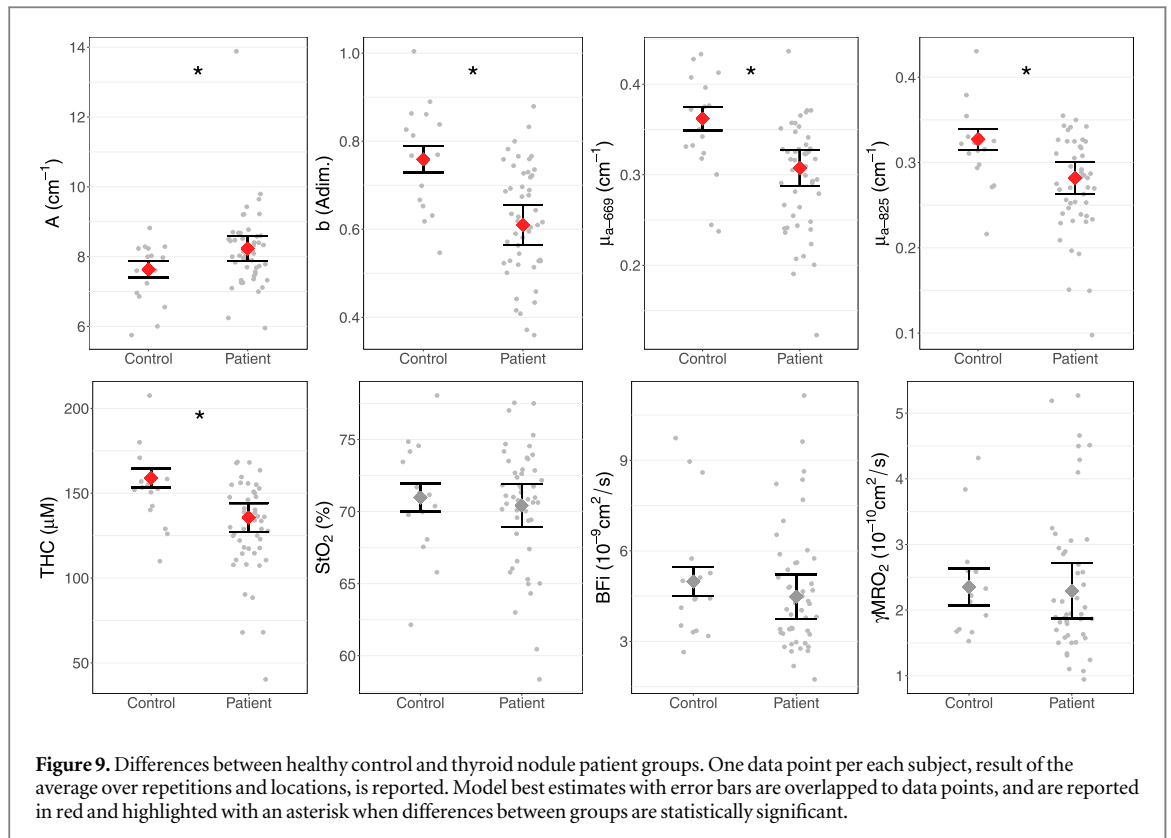 14
12
10
8
6
A (cm⁻¹)
*
Control Patient
1.0
0.8
0.6
0.4
b (Adim.)
*
Control Patient
0.4
0.3
0.2
μa−669 (cm⁻¹)
*
Control Patient
0.4
0.3
0.2
0.1
μa−825 (cm⁻¹)
*
Control Patient
200
150
100
50
THC (μM)
*
Control Patient
75
70
65
60
StO₂ (%)
Control Patient
9
6
3
BFi (10⁻⁹cm²/s)
Control Patient
5
4
3
2
1
γMRO₂ (10⁻¹⁰cm²/s)
Control Patient
Figure 9. Differences between healthy control and thyroid nodule patient groups. One data point per each subject, result of the
average over repetitions and locations, is reported. Model best estimates with error bars are overlapped to data points, and are reported
in red and highlighted with an asterisk when differences between groups are statistically significant.